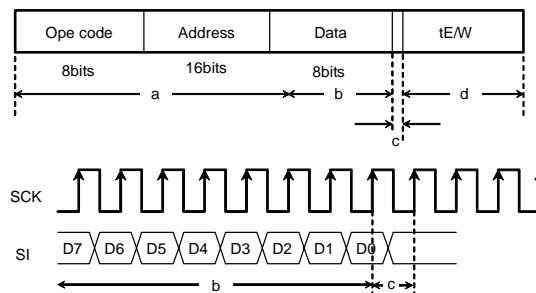 Ope code Address Data tE/W
8bits 16bits 8bits
a b d
c
SCK
SI D7 D6 D5 D4 D3 D2 D1 D0
b c